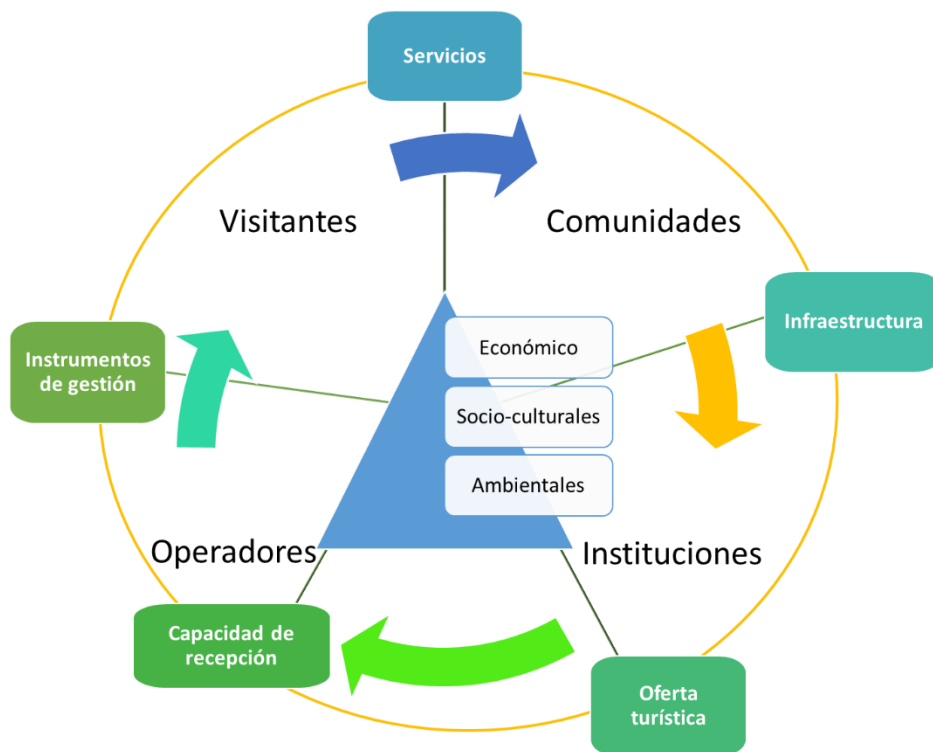 Servicios
Visitantes
Comunidades
Infraestructura
Económico
Instrumentos
de gestión
Socio-culturales
Ambientales
Operadores
Instituciones
Capacidad de
recepción
Oferta
turística